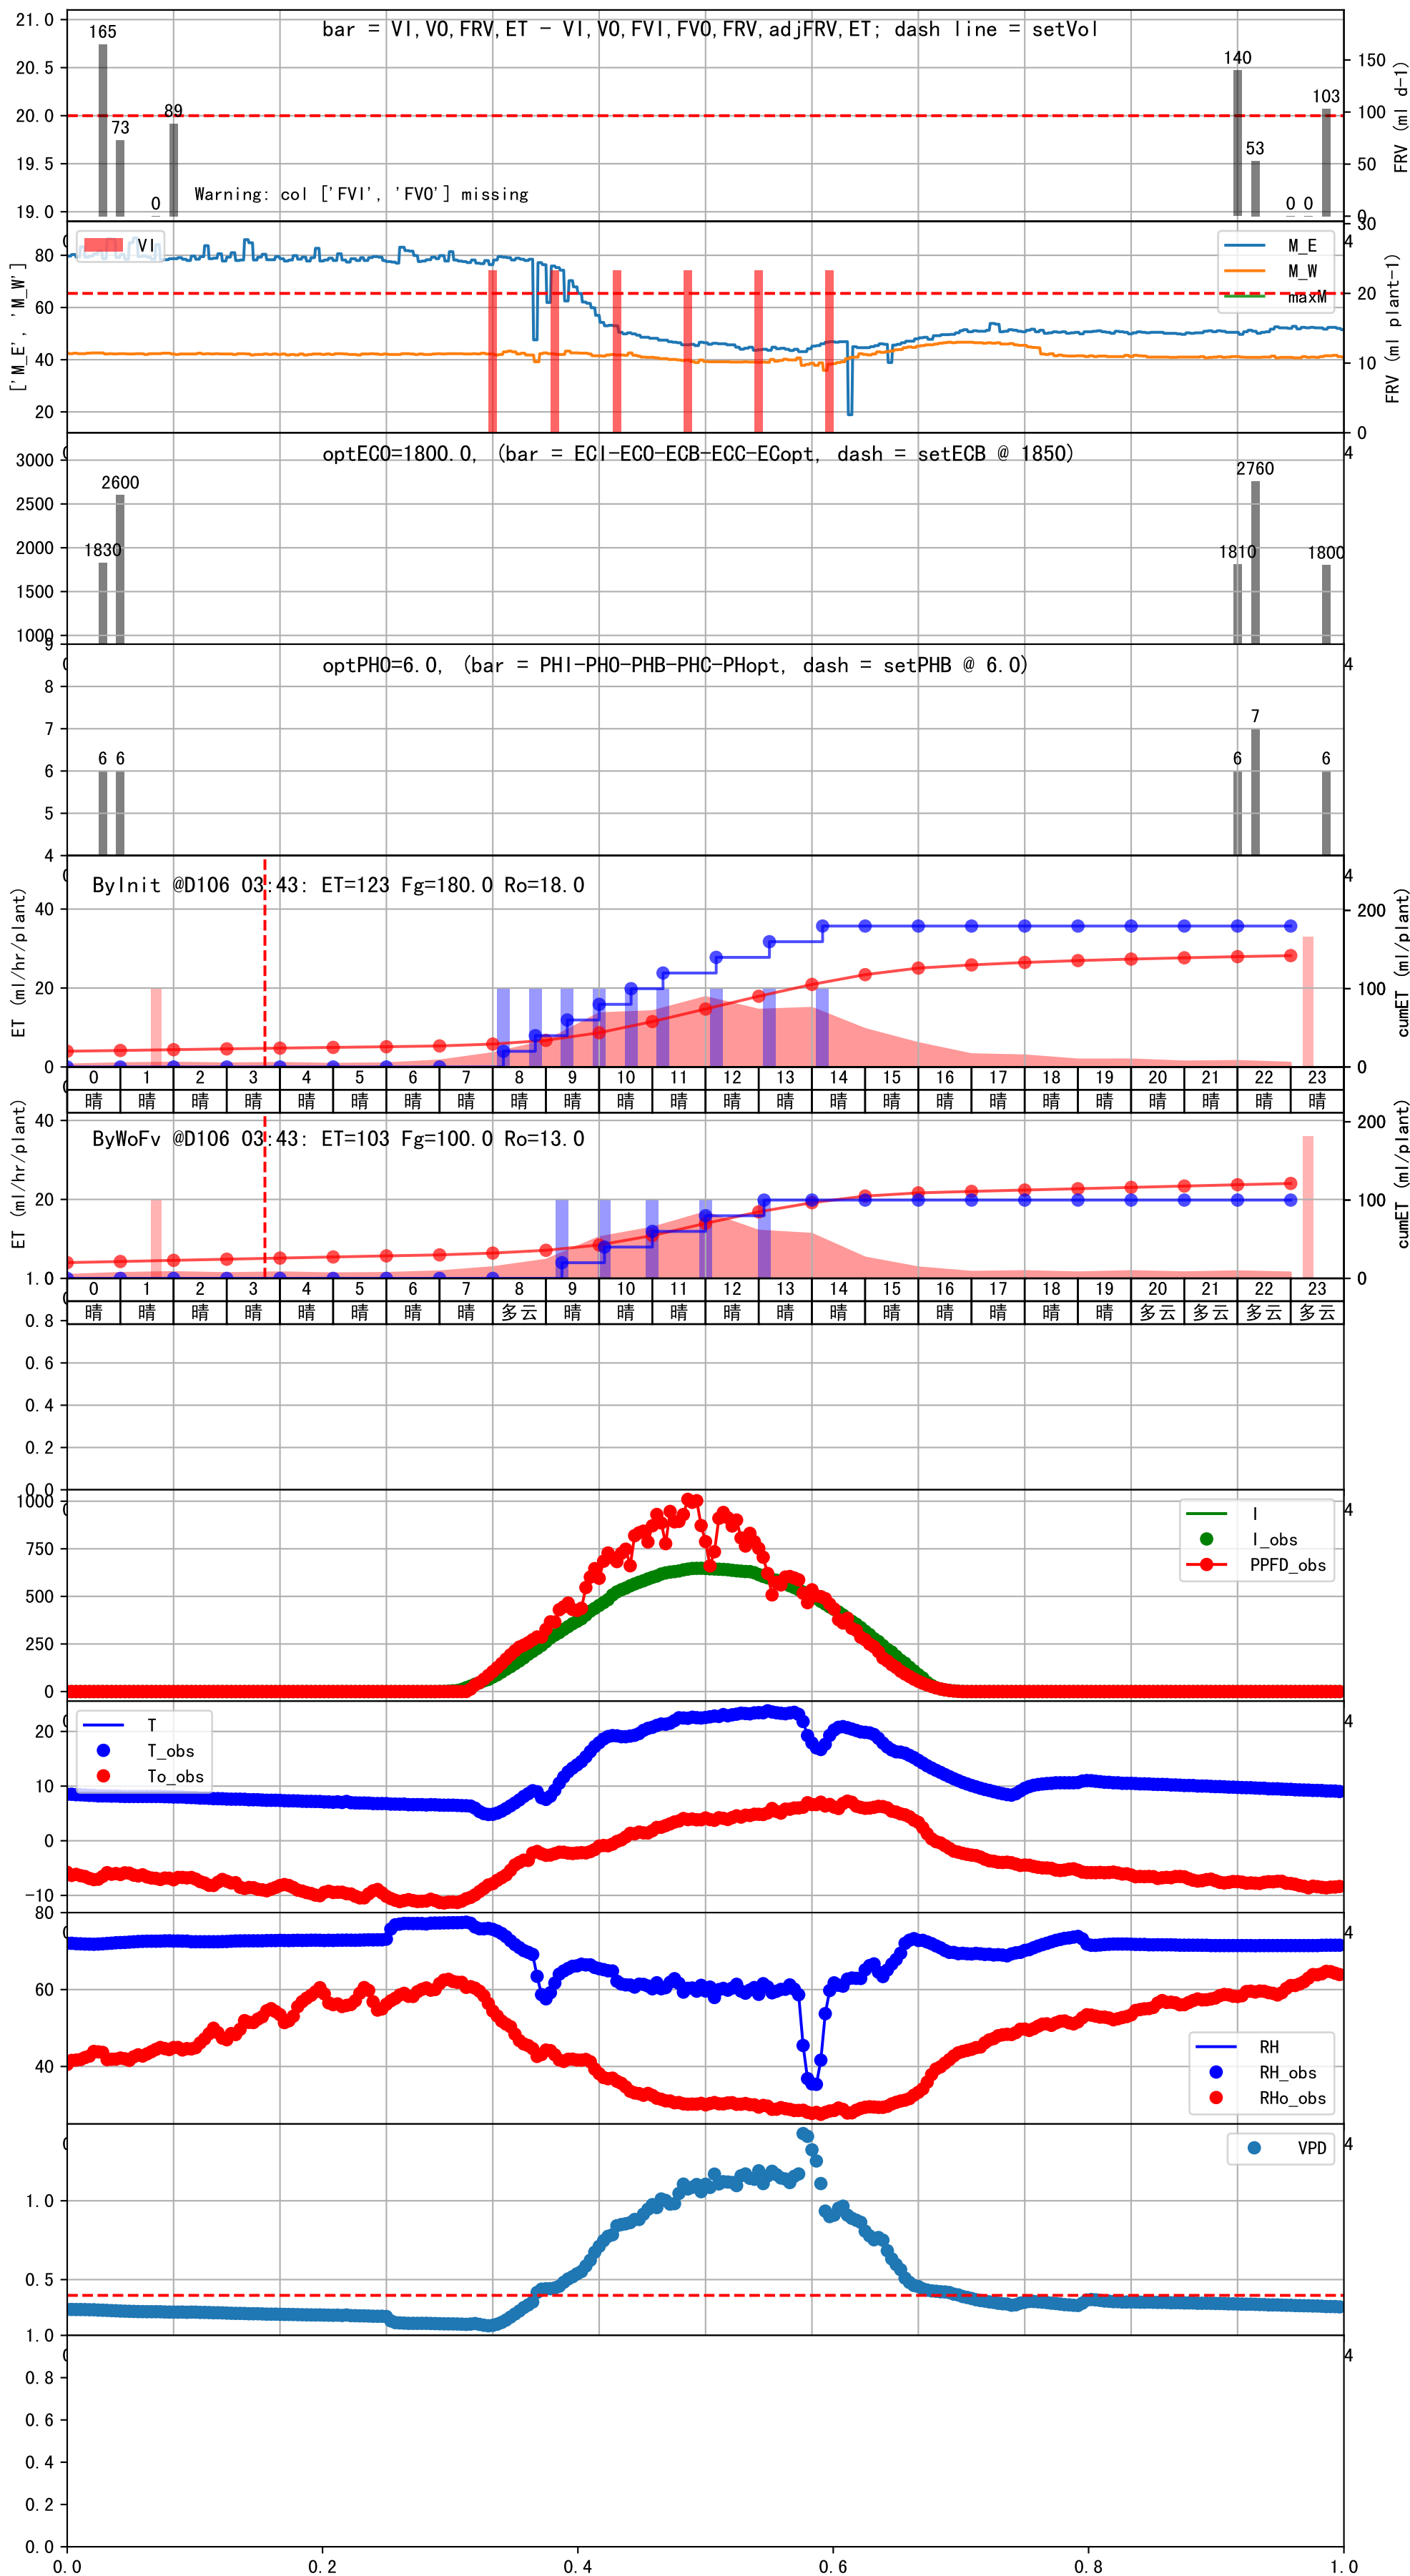 bar = VI,VO,FRV,ET - VI,VO,FVI,FVO,FRV,adjFRV,ET; dash line = setVol
21.0
20.5
20.0
19.5
19.0
165
73
0
89
140
53
0 0
103
150
100
50
0
FRV (ml d-1)
Warning: col ['FVI', 'FVO'] missing
VI
M_E
M_W
maxM
['M_E', 'M_W']
80
60
40
20
30
20
10
0
FRV (ml plant-1)
4
optECO=1800.0, (bar = ECI-ECO-ECB-ECC-ECopt, dash = setECB @ 1850)
3000
2500
2000
1500
1000
1830
2600
1810
2760
1800
4
optPHO=6.0, (bar = PHI-PHO-PHB-PHC-PHopt, dash = setPHB @ 6.0)
9
8
7
6
5
4
6 6
6
7
6
4
ByInit @D106 03:43: ET=123 Fg=180.0 Ro=18.0
ET (ml/hr/plant)
40
20
0
200
100
0
cumET (ml/plant)
4
0 1 2 3 4 5 6 7 8 9 10 11 12 13 14 15 16 17 18 19 20 21 22 23
晴 晴 晴 晴 晴 晴 晴 晴 晴 晴 晴 晴 晴 晴 晴 晴 晴 晴 晴 晴 晴 晴 晴 晴
ByWoFv @D106 03:43: ET=103 Fg=100.0 Ro=13.0
ET (ml/hr/plant)
40
20
200
100
0
cumET (ml/plant)
0 1 2 3 4 5 6 7 8 9 10 11 12 13 14 15 16 17 18 19 20 21 22 23
晴 晴 晴 晴 晴 晴 晴 晴 多云 晴 晴 晴 晴 晴 晴 晴 晴 晴 晴 晴 多云 多云 多云 多云
1.0
0.8
0.6
0.4
0.2
0.0
4
I
I_obs
PPFD_obs
1000
750
500
250
0
4
T
T_obs
To_obs
20
10
0
-10
4
80
60
40
RH
RH_obs
RHo_obs
4
VPD
1.0
0.5
4
1.0
0.8
0.6
0.4
0.2
0.0
0.0 0.2 0.4 0.6 0.8 1.0